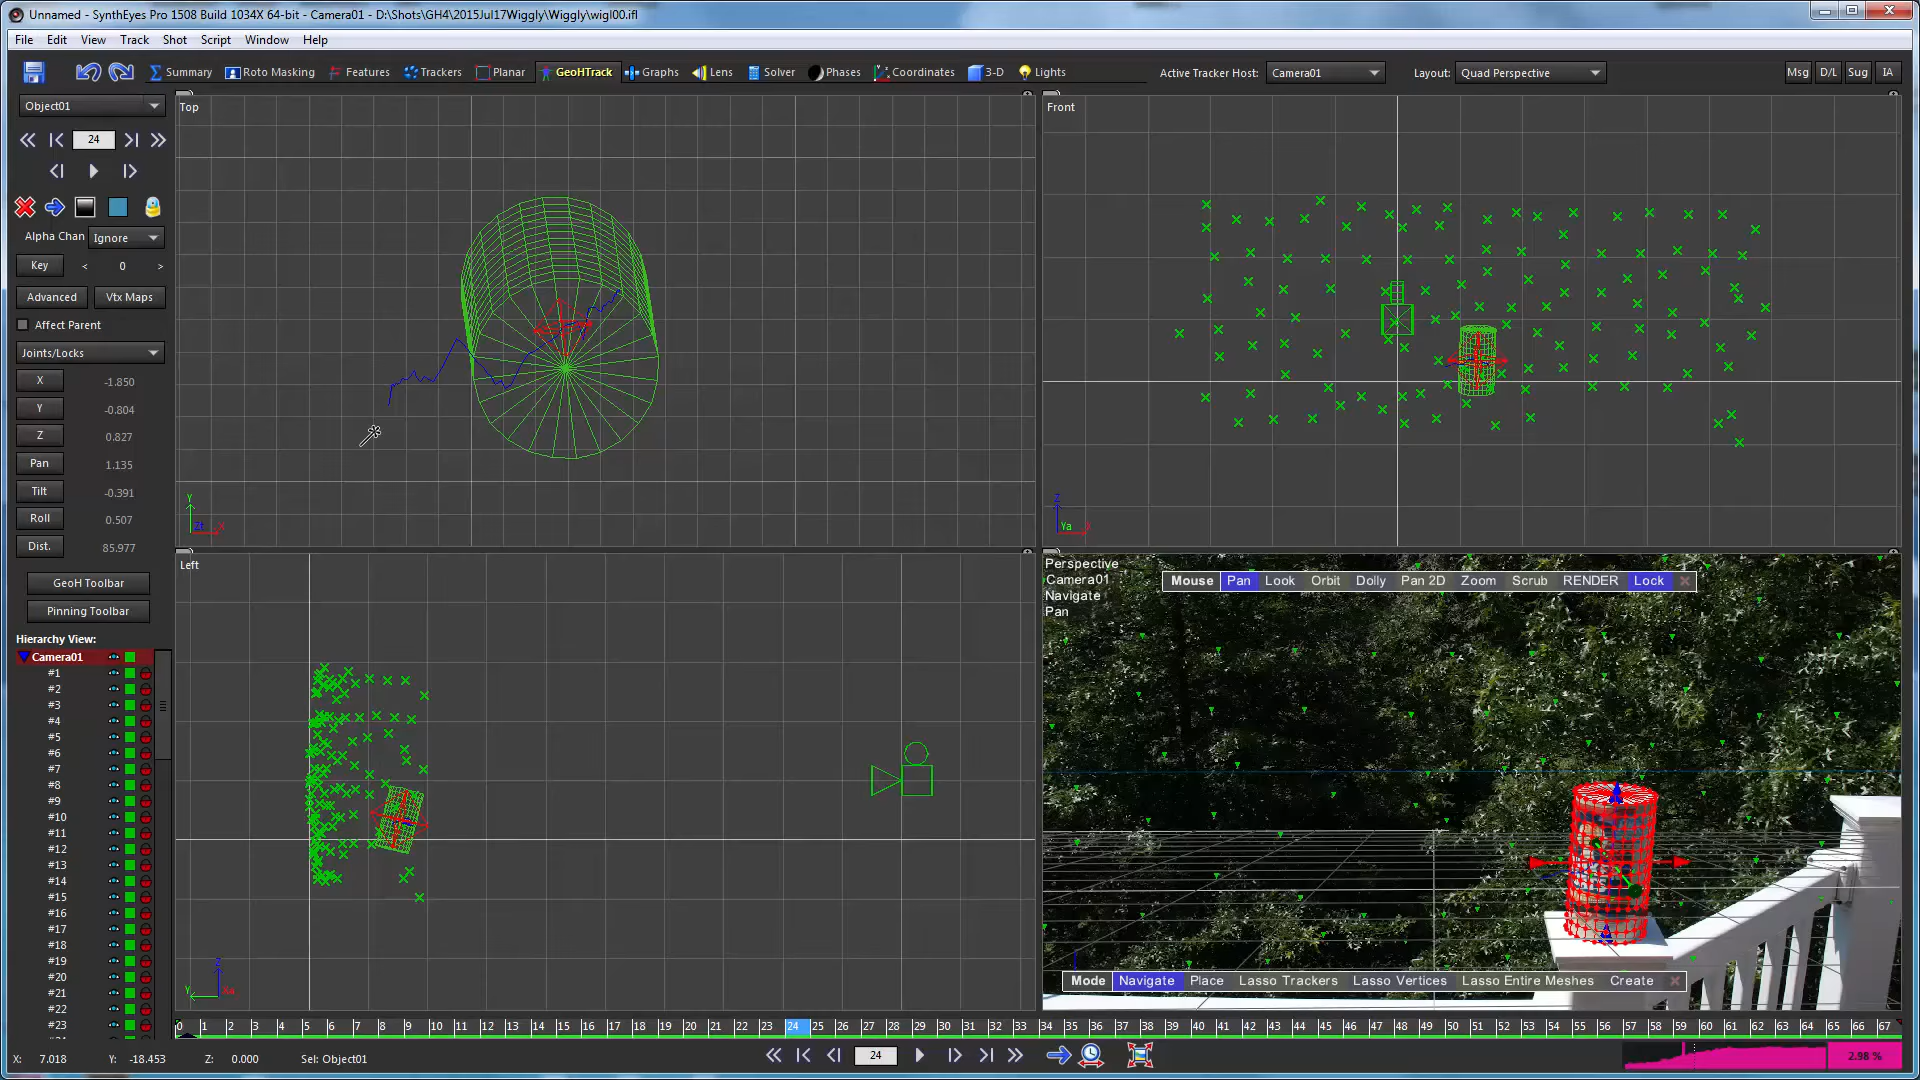 Unnamed - SynthEyes Pro 1508 Build 1034X 64-bit - Camera01 - D:\Shots\GH4\2015Jul17Wiggly\Wiggly\wigl00.ifl
File Edit View Track Shot Script Window Help
Summary Roto Masking Features Trackers Planar GeoHTrack Graphs Lens Solver Phases Coordinates 3-D Lights Active Tracker Host: Camera01 Layout: Quad Perspective Msg D/L Sug IA
Object01
24
Alpha Chan Ignore
Key < 0 >
Advanced Vtx Maps
Affect Parent
Joints/Locks
X -1.850
Y -0.804
Z 0.827
Pan 1.135
Tilt -0.391
Roll 0.507
Dist. 85.977
GeoH Toolbar
Pinning Toolbar
Hierarchy View:
Camera01
#1
#2
#3
#4
#5
#6
#7
#8
#9
#10
#11
#12
#13
#14
#15
#16
#17
#18
#19
#20
#21
#22
#23
Top
Y
Zt X
Front
Z
Ya X
Left
Z
Y Xa
Perspective
Camera01
Navigate
Pan
Mouse Pan Look Orbit Dolly Pan 2D Zoom Scrub RENDER Lock
Mode Navigate Place Lasso Trackers Lasso Vertices Lasso Entire Meshes Create
0 1 2 3 4 5 6 7 8 9 10 11 12 13 14 15 16 17 18 19 20 21 22 23 24 25 26 27 28 29 30 31 32 33 34 35 36 37 38 39 40 41 42 43 44 45 46 47 48 49 50 51 52 53 54 55 56 57 58 59 60 61 62 63 64 65 66 67
X: 7.018 Y: -18.453 Z: 0.000 Sel: Object01 24 2.98 %